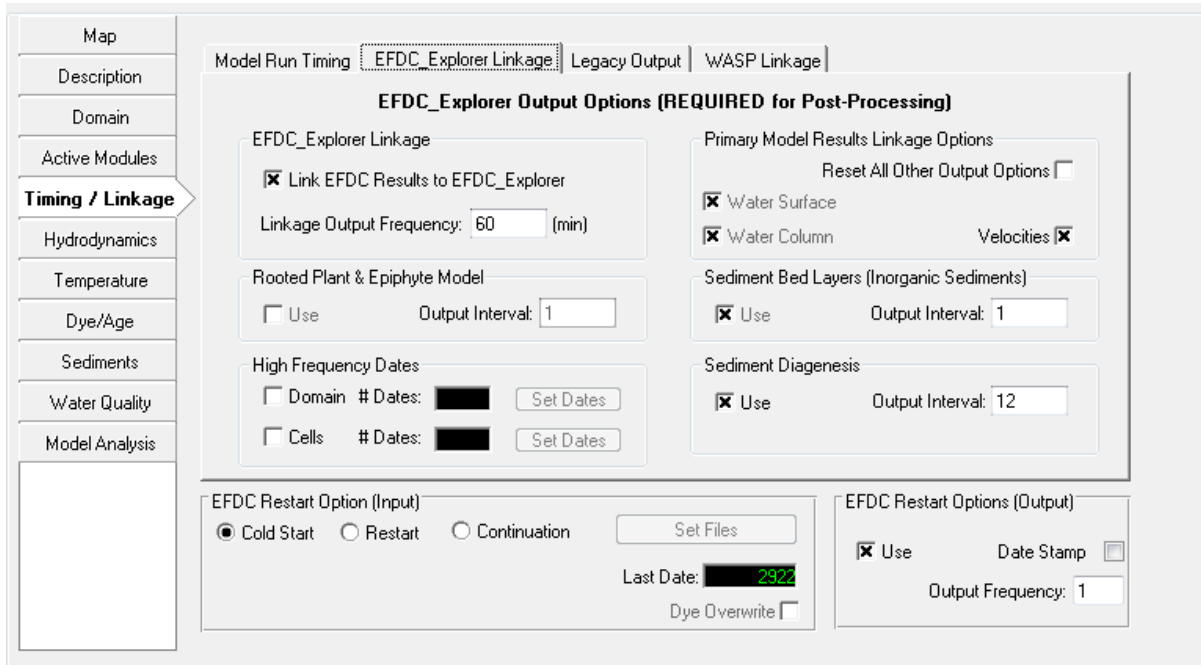 Map
Description
Domain
Active Modules
Timing / Linkage
Hydrodynamics
Temperature
Dye/Age
Sediments
Water Quality
Model Analysis
Model Run Timing EFDC_Explorer Linkage Legacy Output WASP Linkage
EFDC_Explorer Output Options (REQUIRED for Post-Processing)
EFDC_Explorer Linkage
Link EFDC Results to EFDC_Explorer
Linkage Output Frequency: 60 (min)
Primary Model Results Linkage Options
Reset All Other Output Options
Water Surface
Water Column Velocities
Rooted Plant & Epiphyte Model
Use Output Interval: 1
Sediment Bed Layers (Inorganic Sediments)
Use Output Interval: 1
High Frequency Dates
Domain # Dates: Set Dates
Cells # Dates: Set Dates
Sediment Diagenesis
Use Output Interval: 12
EFDC Restart Option (Input)
Cold Start Restart Continuation Set Files
Last Date: 2922
Dye Overwrite
EFDC Restart Options (Output)
Use Date Stamp
Output Frequency: 1